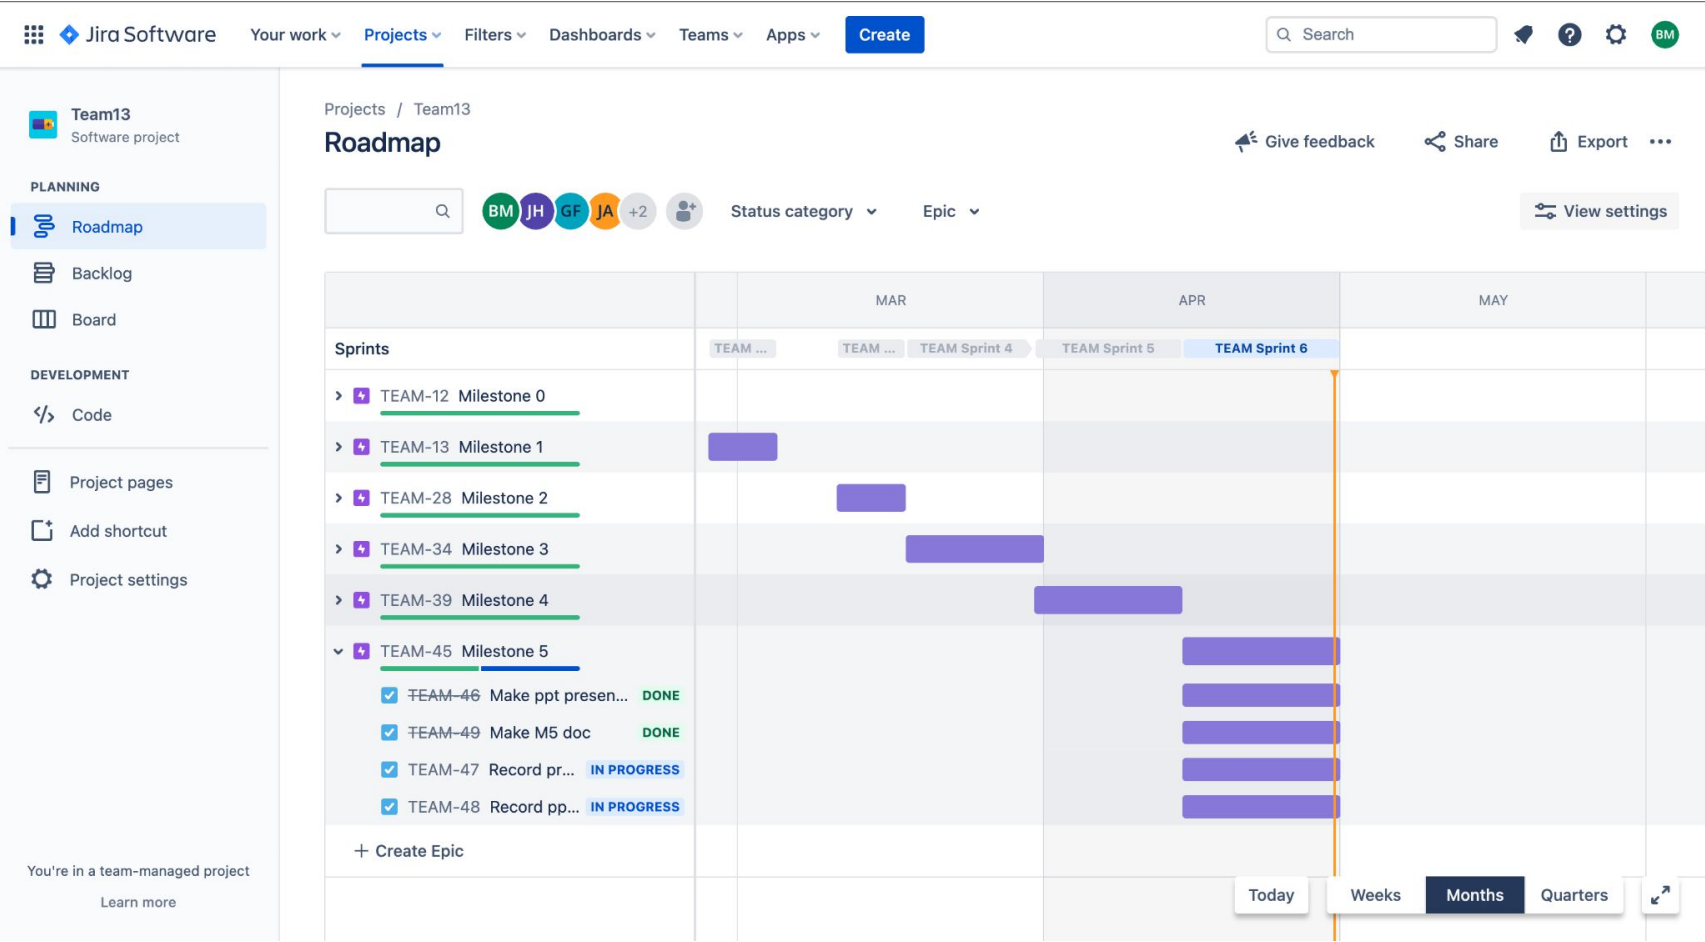 Jira Software Your work Projects Filters Dashboards Teams Apps Create Search BM
Team13
Software project
PLANNING
Roadmap
Backlog
Board
DEVELOPMENT
Code
Project pages
Add shortcut
Project settings
You're in a team-managed project
Learn more
Projects / Team13
Roadmap
Give feedback Share Export
BM JH GF JA +2 Status category Epic View settings
MAR APR MAY
Sprints TEAM ... TEAM ... TEAM Sprint 4 TEAM Sprint 5 TEAM Sprint 6
TEAM-12 Milestone 0
TEAM-13 Milestone 1
TEAM-28 Milestone 2
TEAM-34 Milestone 3
TEAM-39 Milestone 4
TEAM-45 Milestone 5
TEAM-46 Make ppt presen... DONE
TEAM-49 Make M5 doc DONE
TEAM-47 Record pr... IN PROGRESS
TEAM-48 Record pp... IN PROGRESS
+ Create Epic
Today Weeks Months Quarters